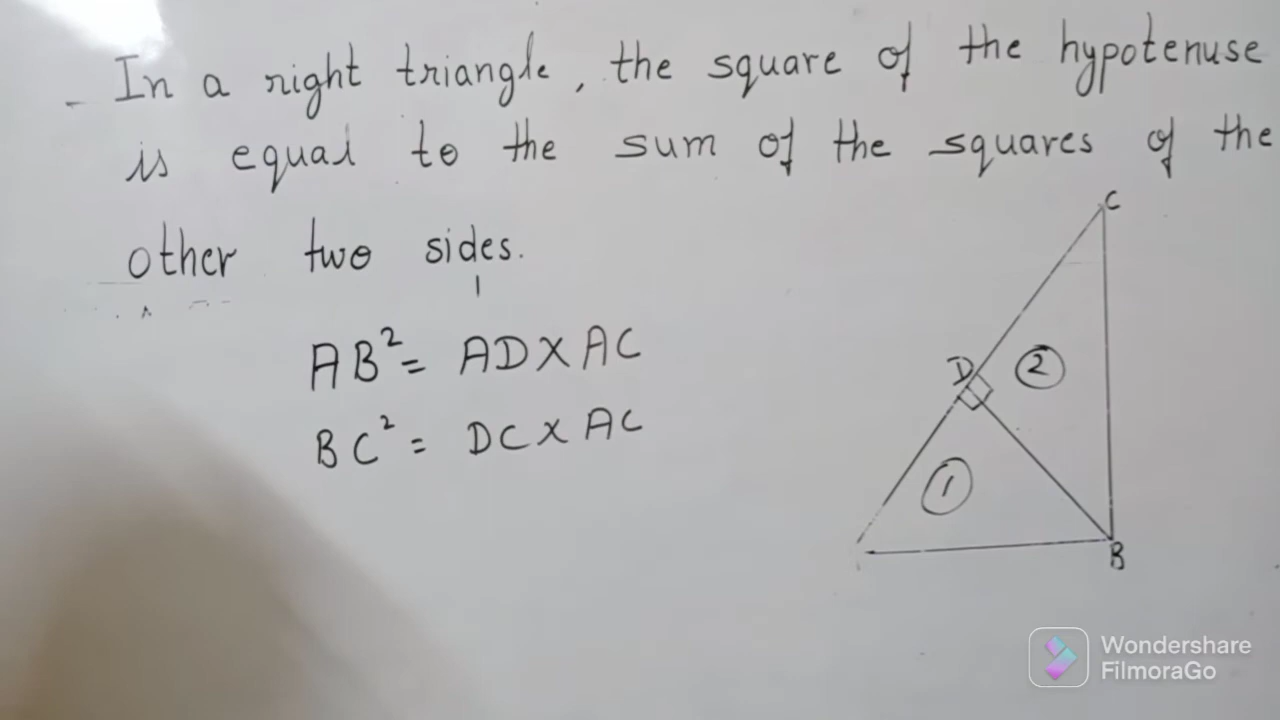 In a right triangle, the square of the hypotenuse
is equal to the sum of the squares of the
other two sides.
AB² = AD X AC
BC² = DC X AC
C
D
②
①
B
Wondershare
FilmoraGo